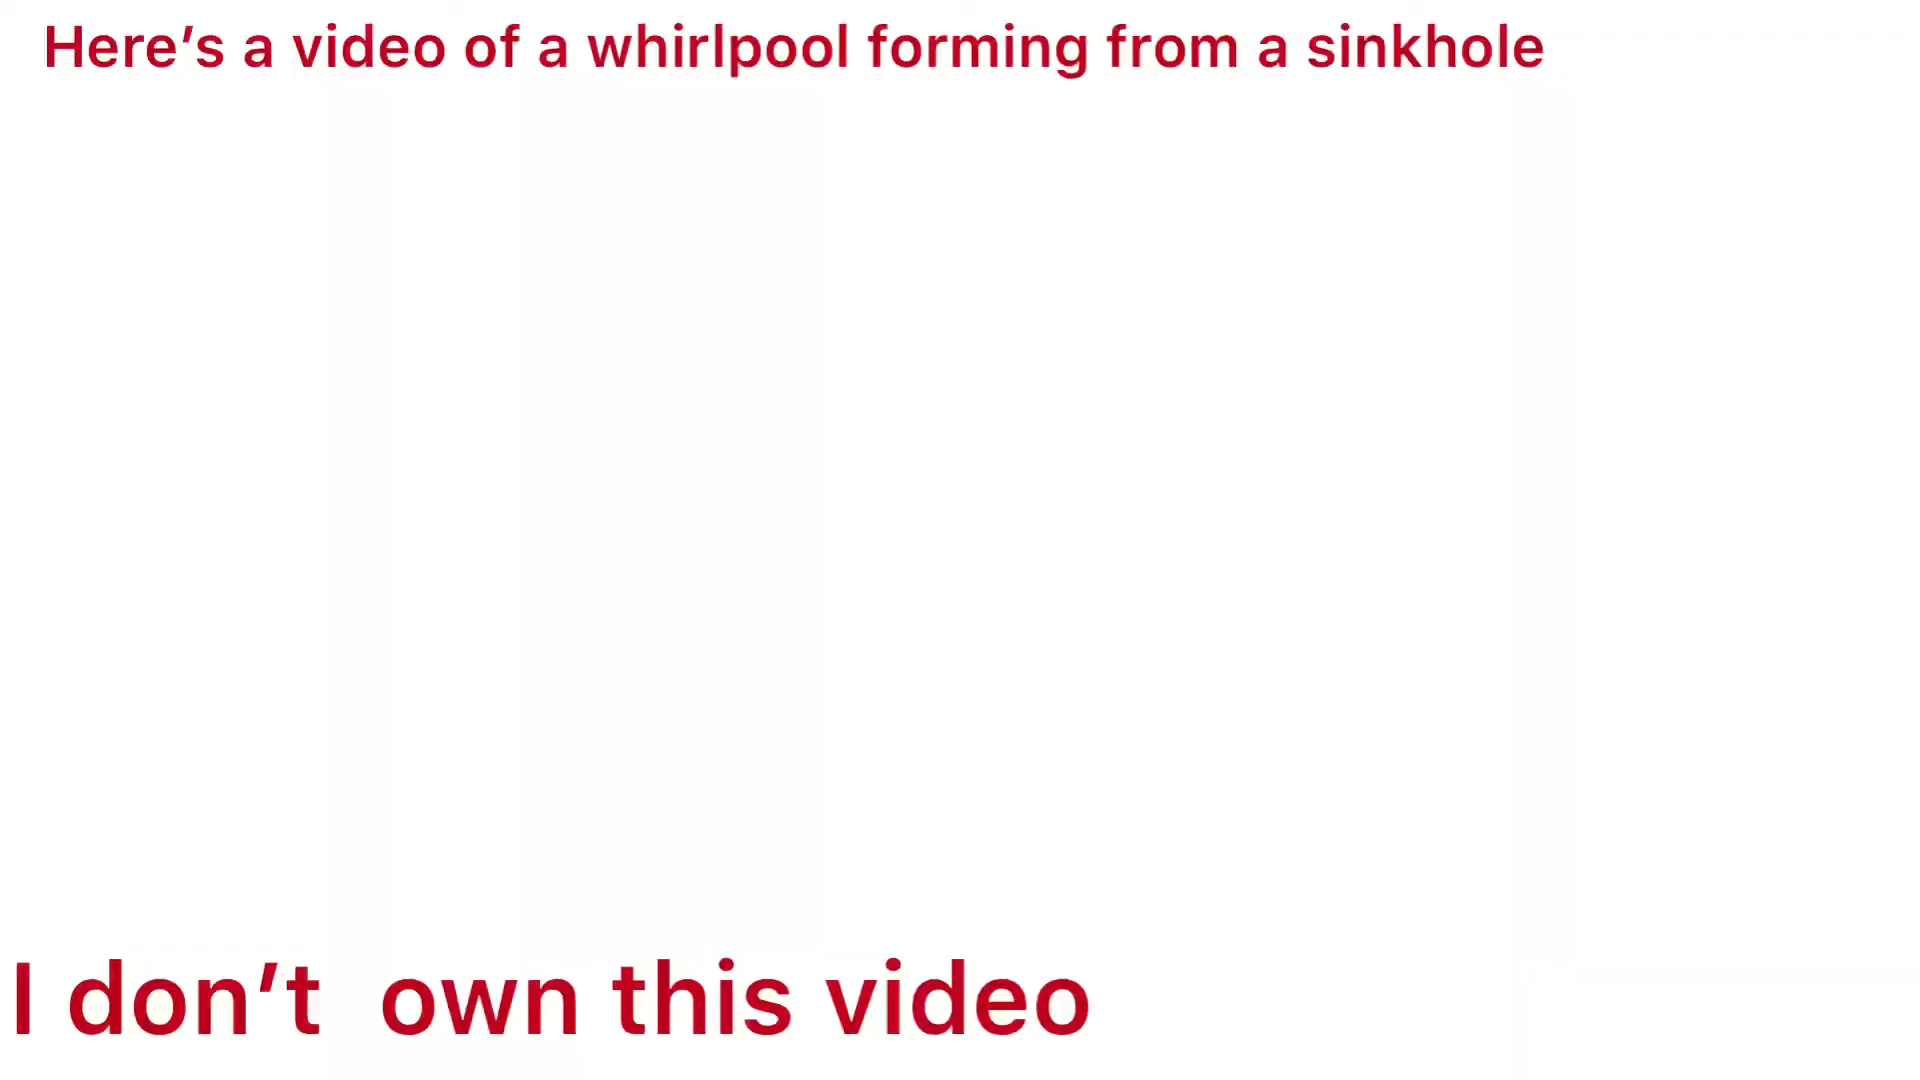 Here’s a video of a whirlpool forming from a sinkhole
I don’t  own this video